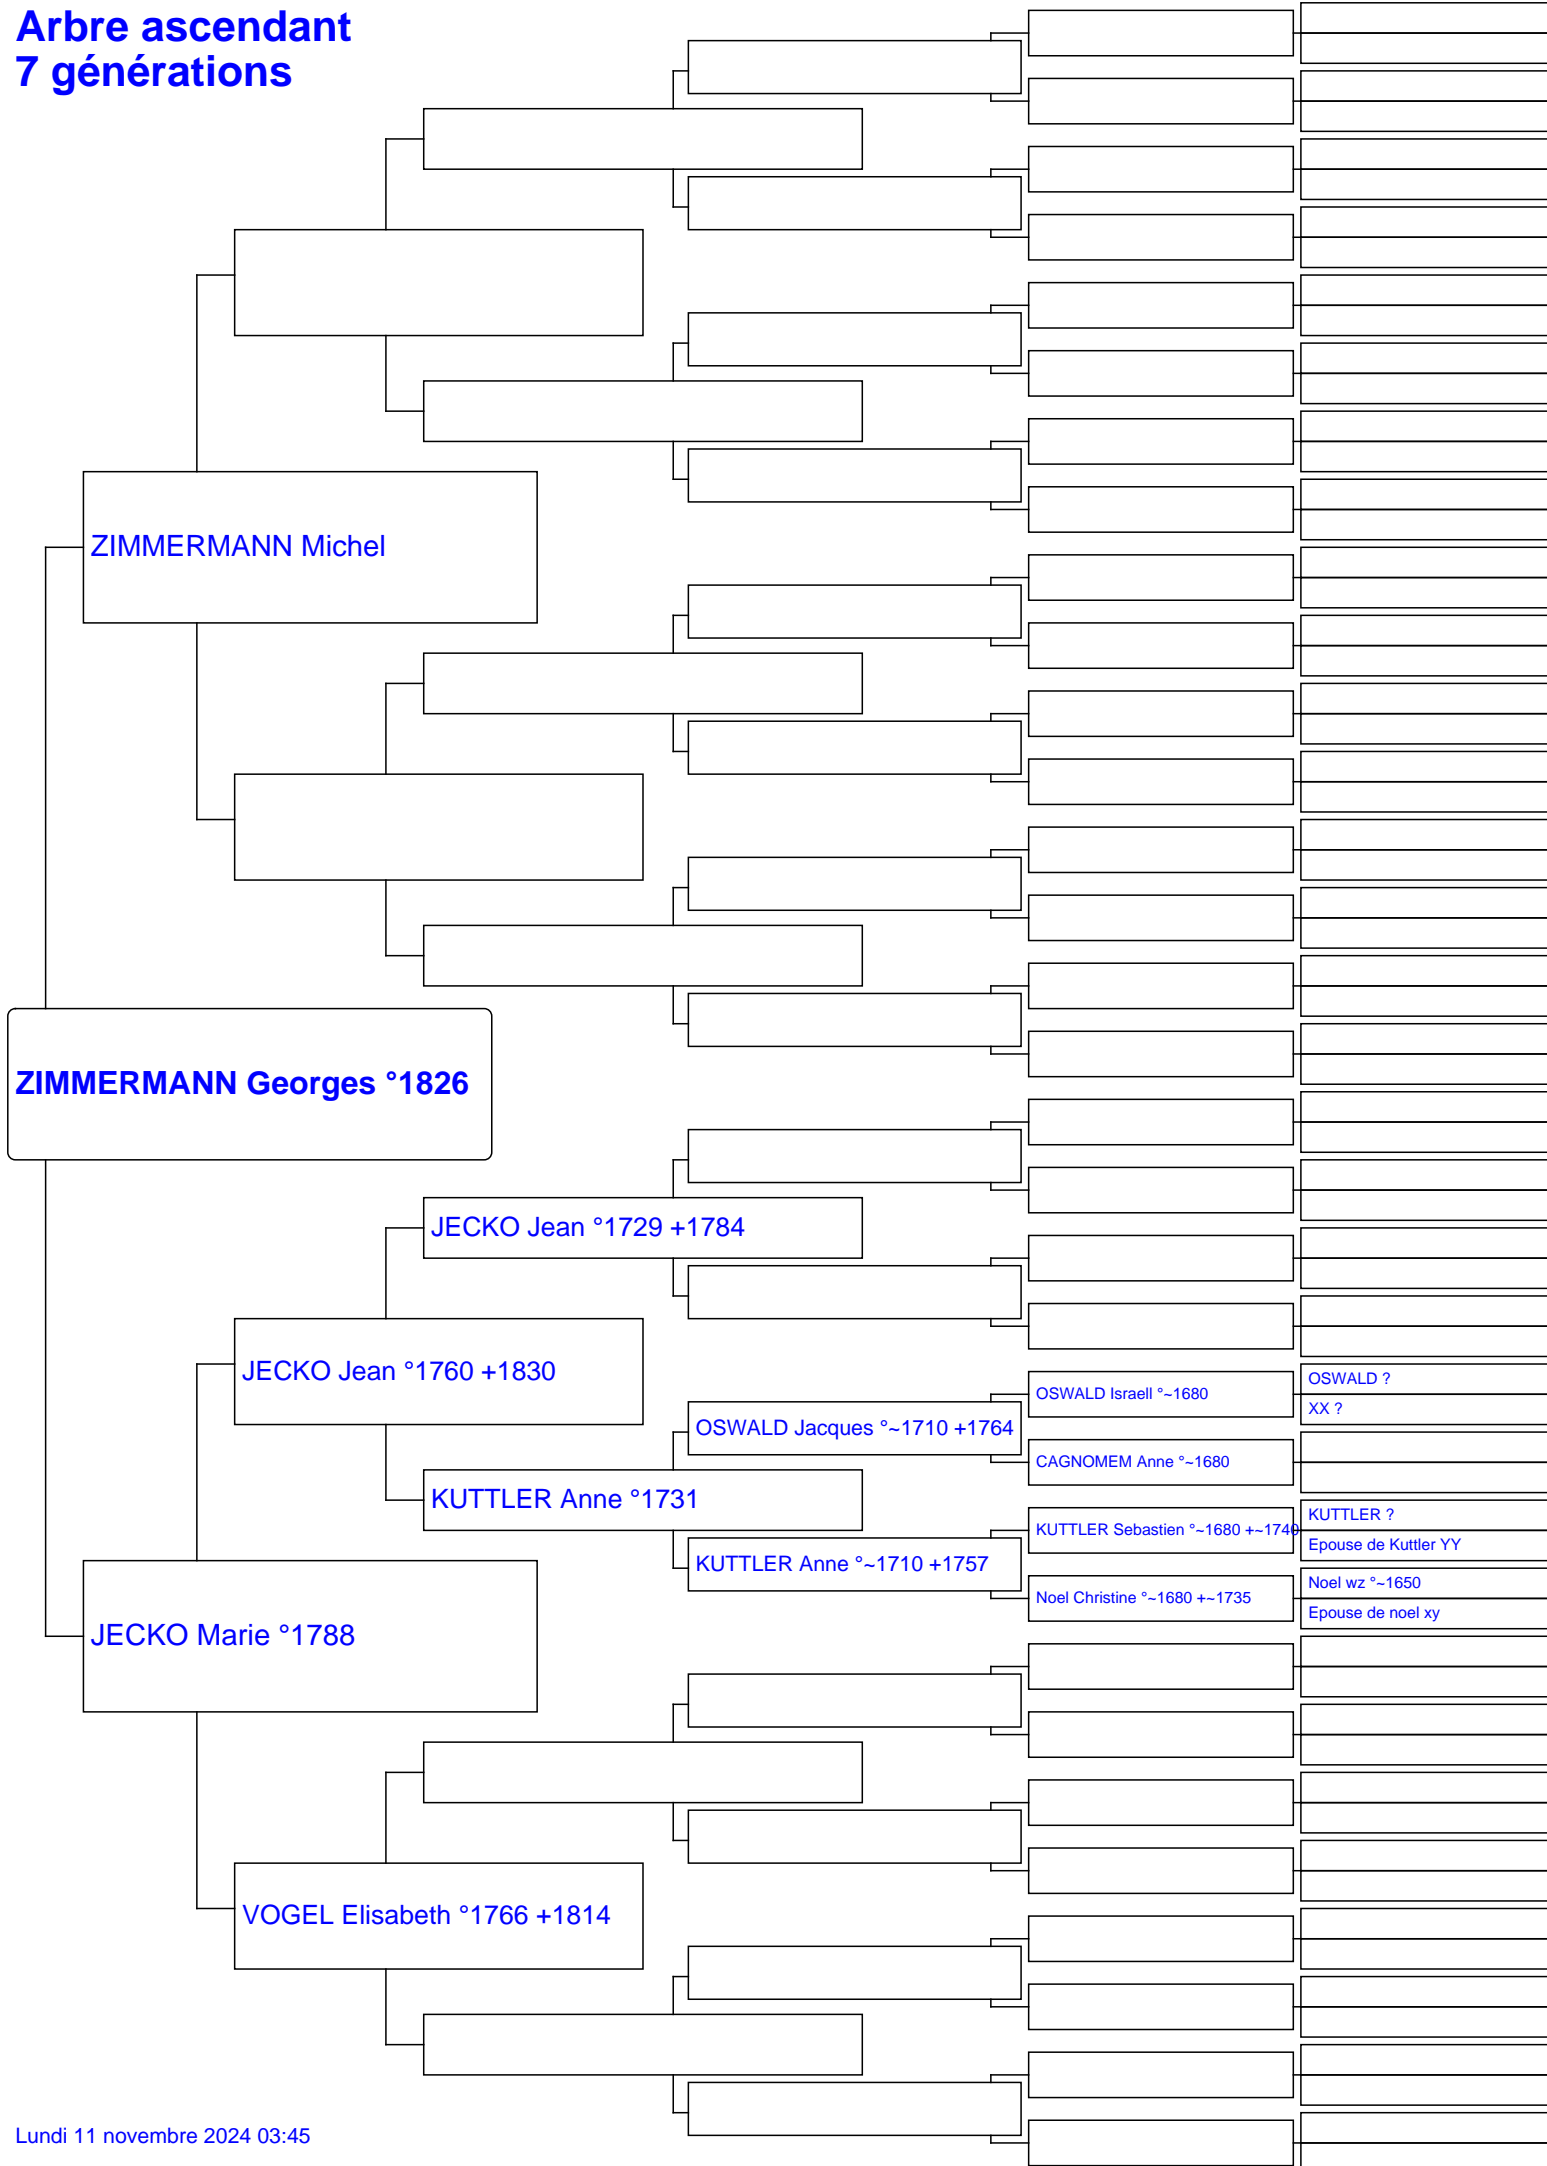 Arbre ascendant
7 générations
ZIMMERMANN Michel
ZIMMERMANN Georges °1826
JECKO Jean °1729 +1784
JECKO Jean °1760 +1830
OSWALD ?
OSWALD Israell °~1680
XX ?
OSWALD Jacques °~1710 +1764
CAGNOMEM Anne °~1680
KUTTLER Anne °1731
KUTTLER ?
KUTTLER Sebastien °~1680 +~1740
Epouse de Kuttler YY
KUTTLER Anne °~1710 +1757
Noel wz °~1650
Noel Christine °~1680 +~1735
Epouse de noel xy
JECKO Marie °1788
VOGEL Elisabeth °1766 +1814
Lundi 11 novembre 2024 03:45